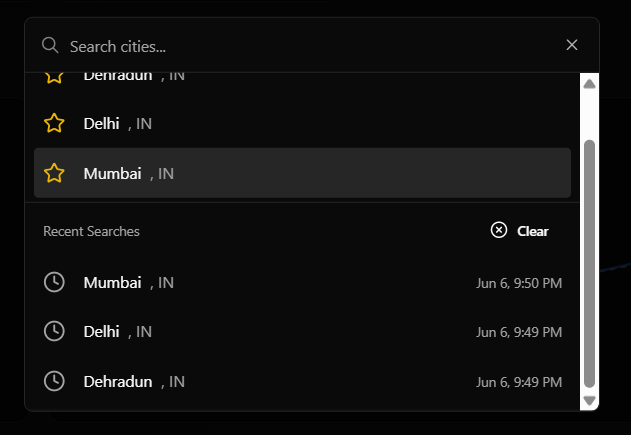 Search cities...
Dehradun , IN
Delhi , IN
Mumbai , IN
Recent Searches Clear
Mumbai , IN Jun 6, 9:50 PM
Delhi , IN Jun 6, 9:49 PM
Dehradun , IN Jun 6, 9:49 PM